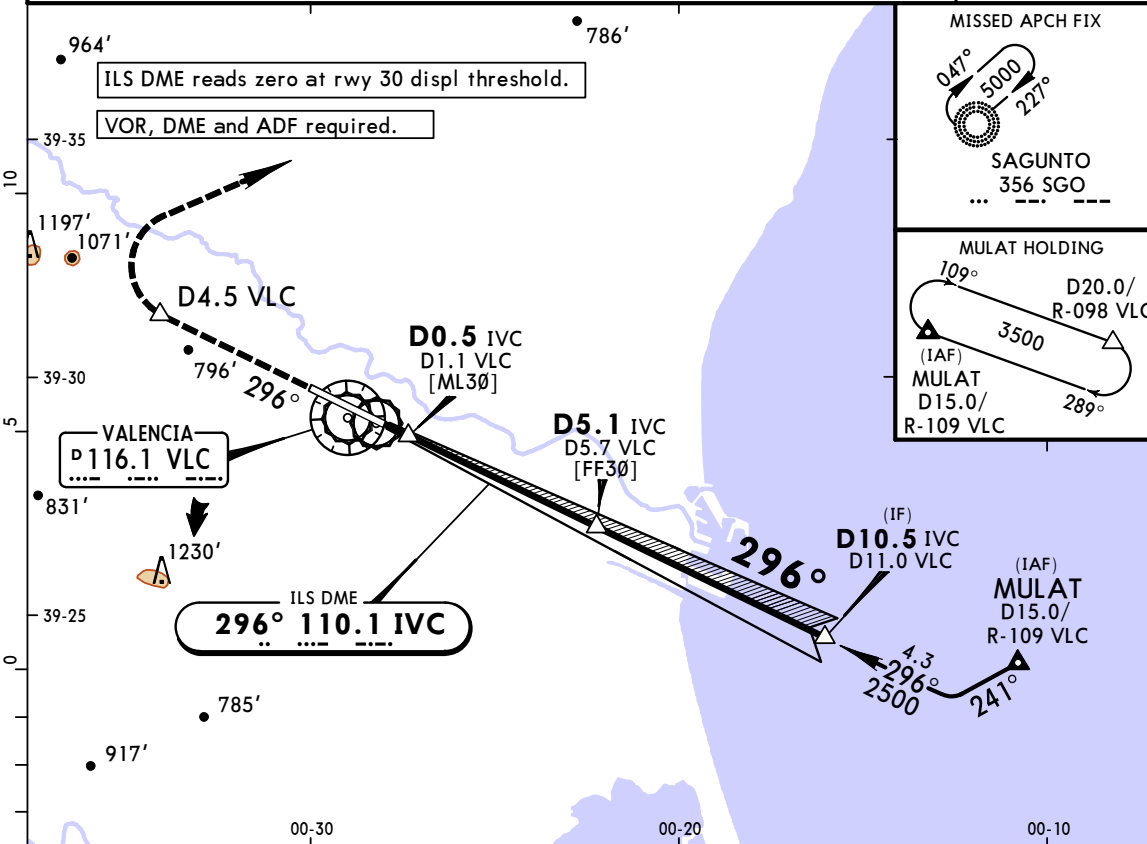 964'
786'
ILS DME reads zero at rwy 30 displ threshold.
VOR, DME and ADF required.
39-35
10
1197'
1071'
D4.5 VLC
796'
296°
39-30
5
D0.5 IVC
D1.1 VLC
[ML3Ø]
VALENCIA
D 116.1 VLC
D5.1 IVC
D5.7 VLC
[FF3Ø]
831'
1230'
296°
(IF)
D10.5 IVC
D11.0 VLC
(IAF)
MULAT
D15.0/
R-109 VLC
39-25
ILS DME
296° 110.1 IVC
0
4.3
296°
2500
241°
785'
917'
00-30
00-20
00-10
MISSED APCH FIX
047°
5000
227°
SAGUNTO
356 SGO
MULAT HOLDING
109°
D20.0/
R-098 VLC
3500
(IAF)
MULAT
D15.0/
R-109 VLC
289°